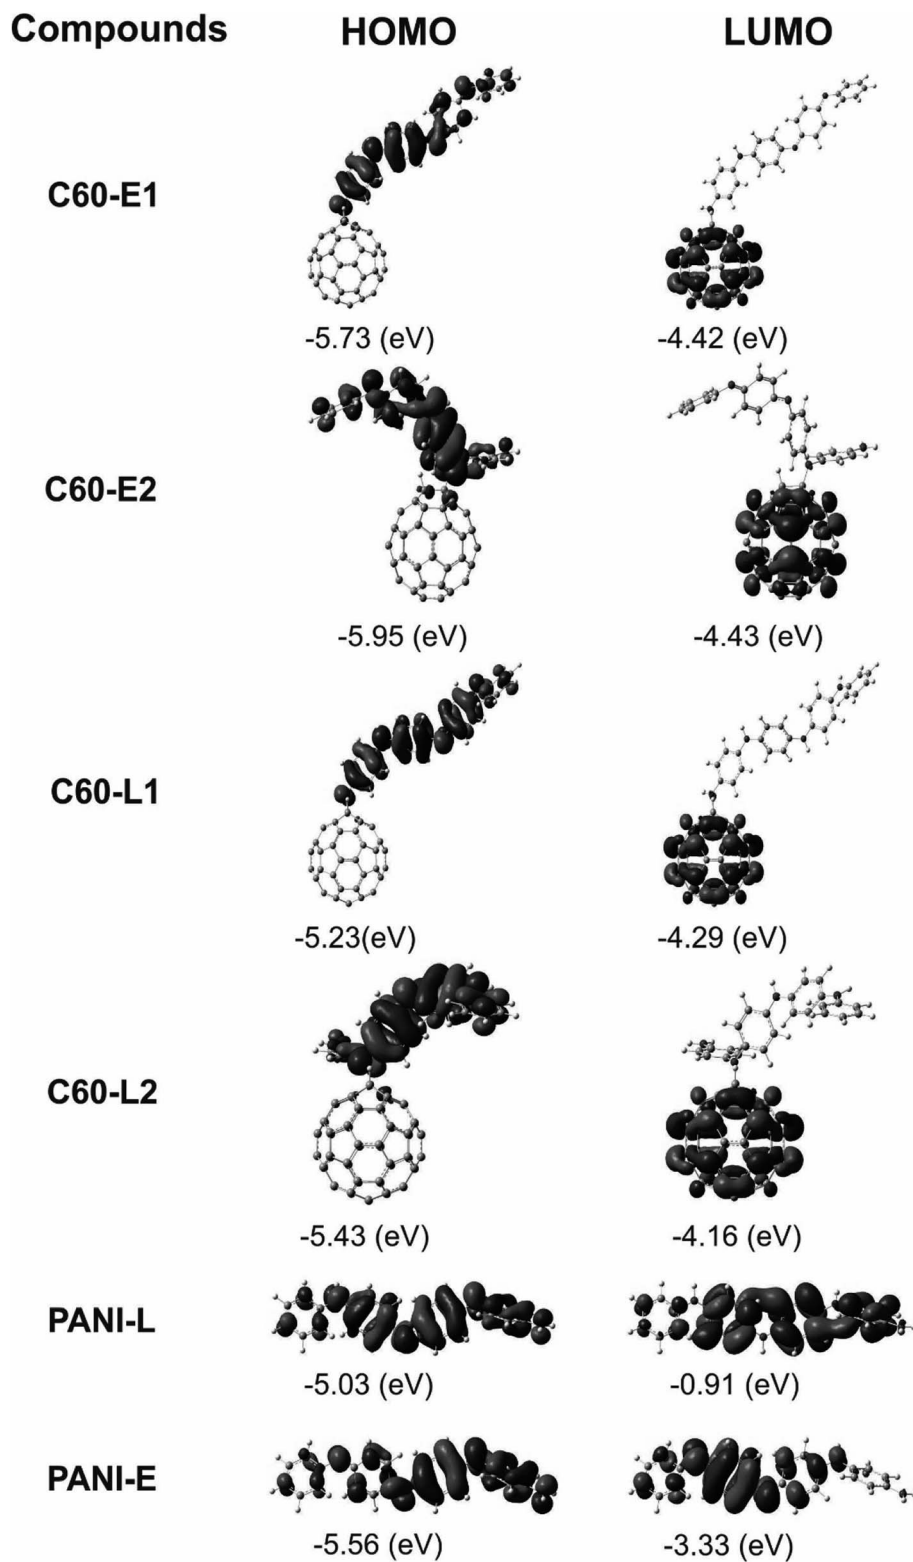 Compounds HOMO LUMO
C60-E1
-5.73 (eV) -4.42 (eV)
C60-E2
-5.95 (eV) -4.43 (eV)
C60-L1
-5.23(eV) -4.29 (eV)
C60-L2
-5.43 (eV) -4.16 (eV)
PANI-L
-5.03 (eV) -0.91 (eV)
PANI-E
-5.56 (eV) -3.33 (eV)